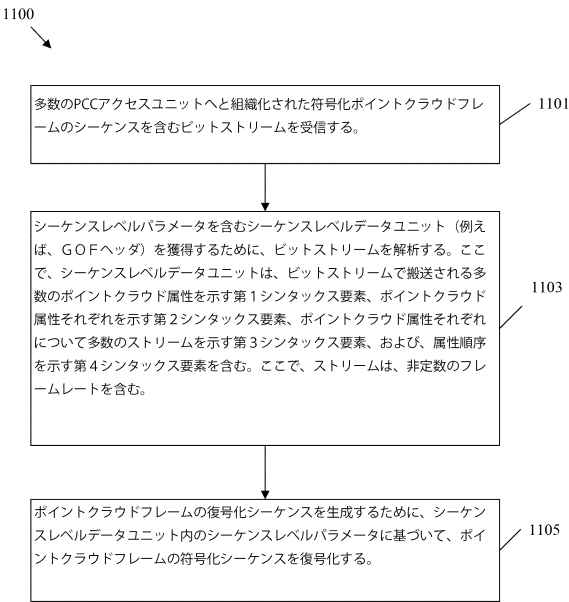 1100
多数のPCCアクセスユニットへと組織化された符号化ポイントクラウドフレ
ームのシーケンスを含むビットストリームを受信する。
1101
シーケンスレベルパラメータを含むシーケンスレベルデータユニット（例え
ば、ＧＯＦヘッダ）を獲得するために、ビットストリームを解析する。ここ
で、シーケンスレベルデータユニットは、ビットストリームで搬送される多
数のポイントクラウド属性を示す第１シンタックス要素、ポイントクラウド
属性それぞれを示す第２シンタックス要素、ポイントクラウド属性それぞれ
について多数のストリームを示す第３シンタックス要素、および、属性順序
を示す第４シンタックス要素を含む。ここで、ストリームは、非定数のフレ
ームレートを含む。
1103
ポイントクラウドフレームの復号化シーケンスを生成するために、シーケン
スレベルデータユニット内のシーケンスレベルパラメータに基づいて、ポイ
ントクラウドフレームの符号化シーケンスを復号化する。
1105